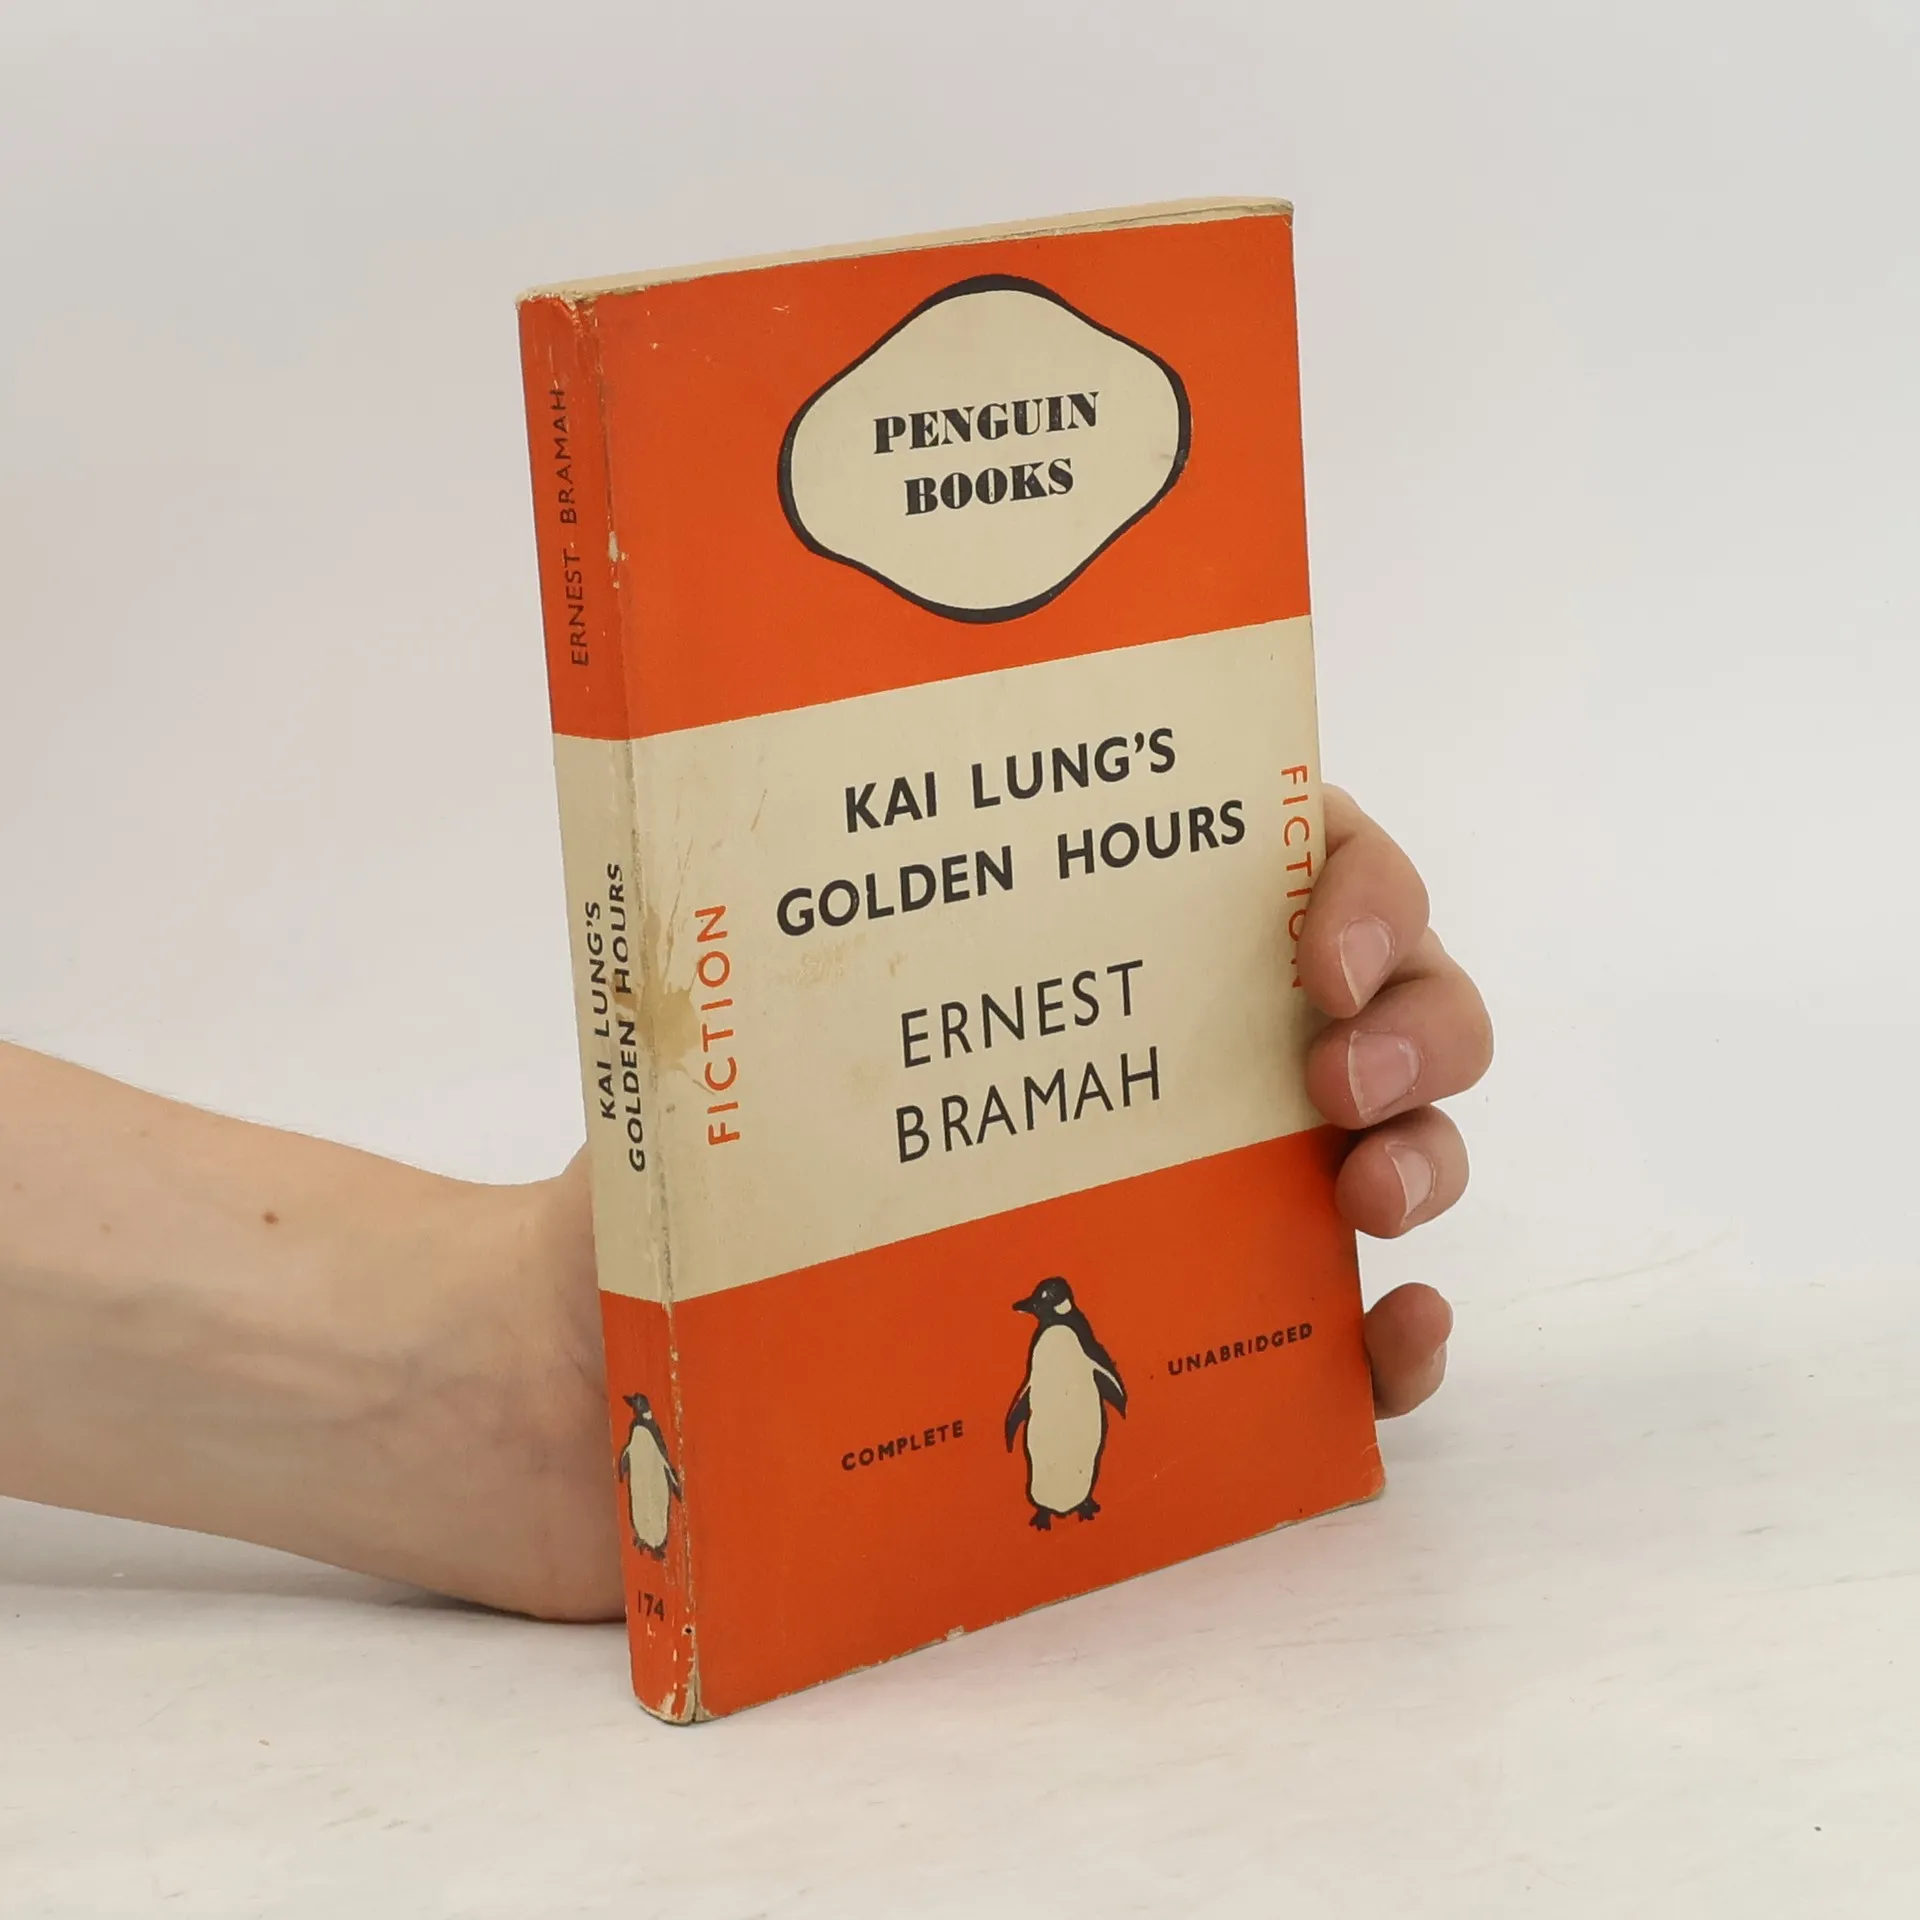 PENGUIN
BOOKS
KAI LUNG'S
GOLDEN HOURS
ERNEST
BRAMAH
FICTION
FICTION
COMPLETE
UNABRIDGED
ERNEST BRAMAH
KAI LUNG'S
GOLDEN HOURS
174